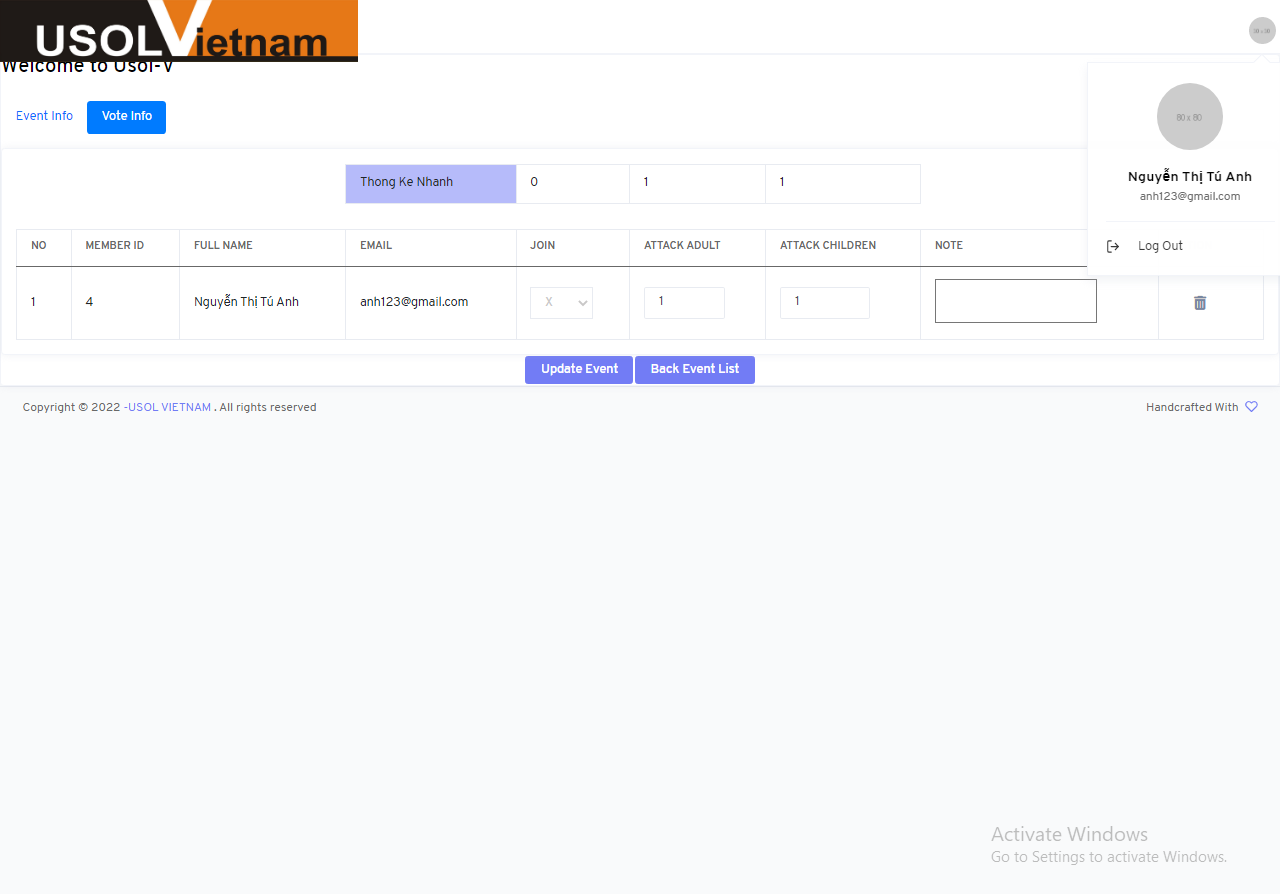 USOL Vietnam
Welcome to Usol-V
Event Info
Vote Info
80 x 80
Nguyễn Thị Tú Anh
anh123@gmail.com
Log Out
Thong Ke Nhanh 0 1 1
NO MEMBER ID FULL NAME EMAIL JOIN ATTACK ADULT ATTACK CHILDREN NOTE
1 4 Nguyễn Thị Tú Anh anh123@gmail.com X 1 1
Update Event Back Event List
Copyright © 2022 -USOL VIETNAM . All rights reserved Handcrafted With
Activate Windows
Go to Settings to activate Windows.